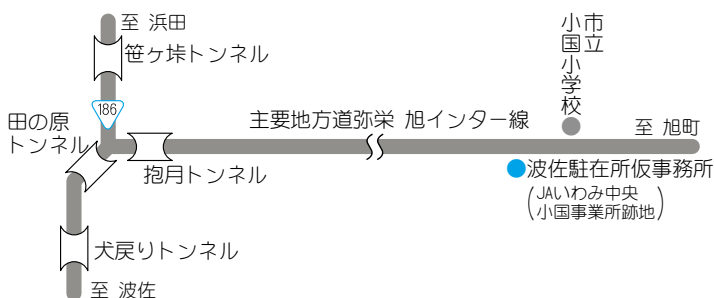 至 浜田
笹ヶ峠トンネル
186
田の原
トンネル
主要地方道弥栄 旭インター線
市立
小国小学校
至 旭町
抱月トンネル
波佐駐在所仮事務所
(JAいわみ中央
小国事業所跡地)
犬戻りトンネル
至 波佐